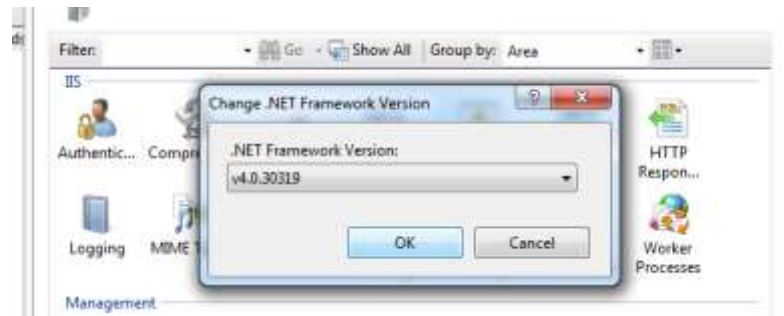 Filter: Go Show All Group by: Area
IIS
Change .NET Framework Version
.NET Framework Version:
v4.0.30319
OK Cancel
Authentic... Compr
HTTP
Respon...
Logging MIME T
Worker
Processes
Management